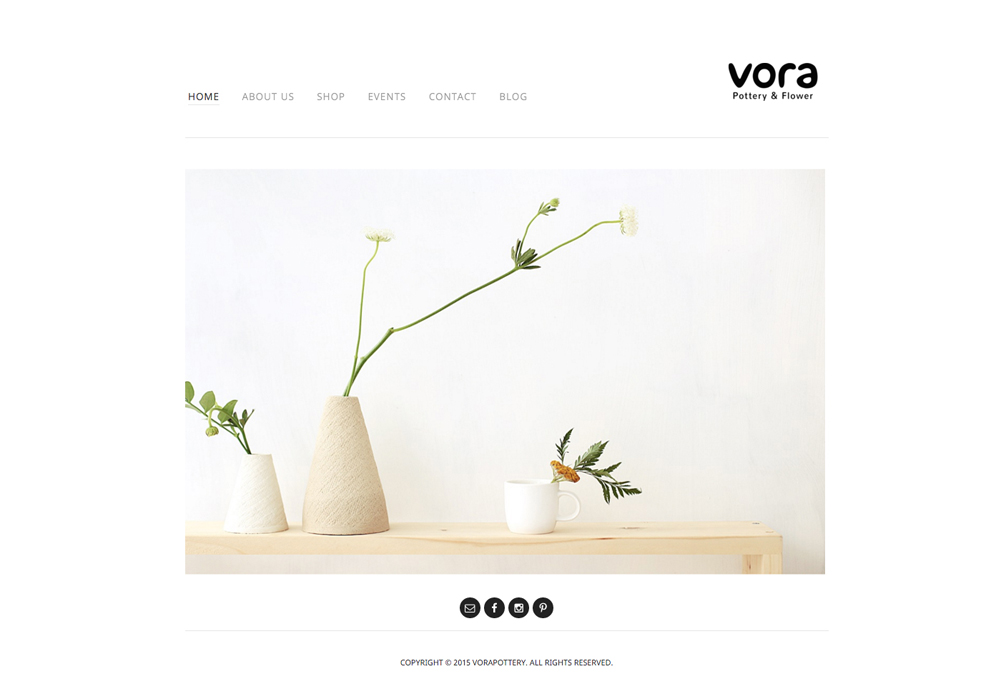 vora
Pottery & Flower
HOME ABOUT US SHOP EVENTS CONTACT BLOG
COPYRIGHT © 2015 VORAPOTTERY. ALL RIGHTS RESERVED.